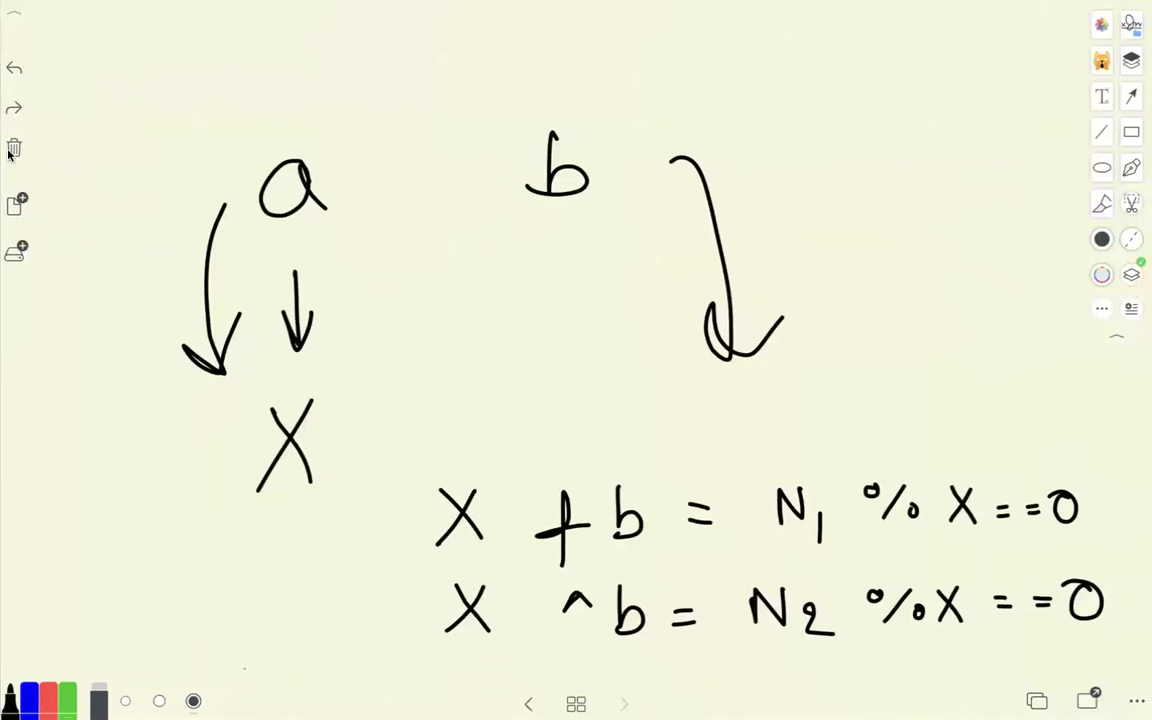 a b
X
X + b = N1 % X = = 0
X ^ b = N2 % X = = 0